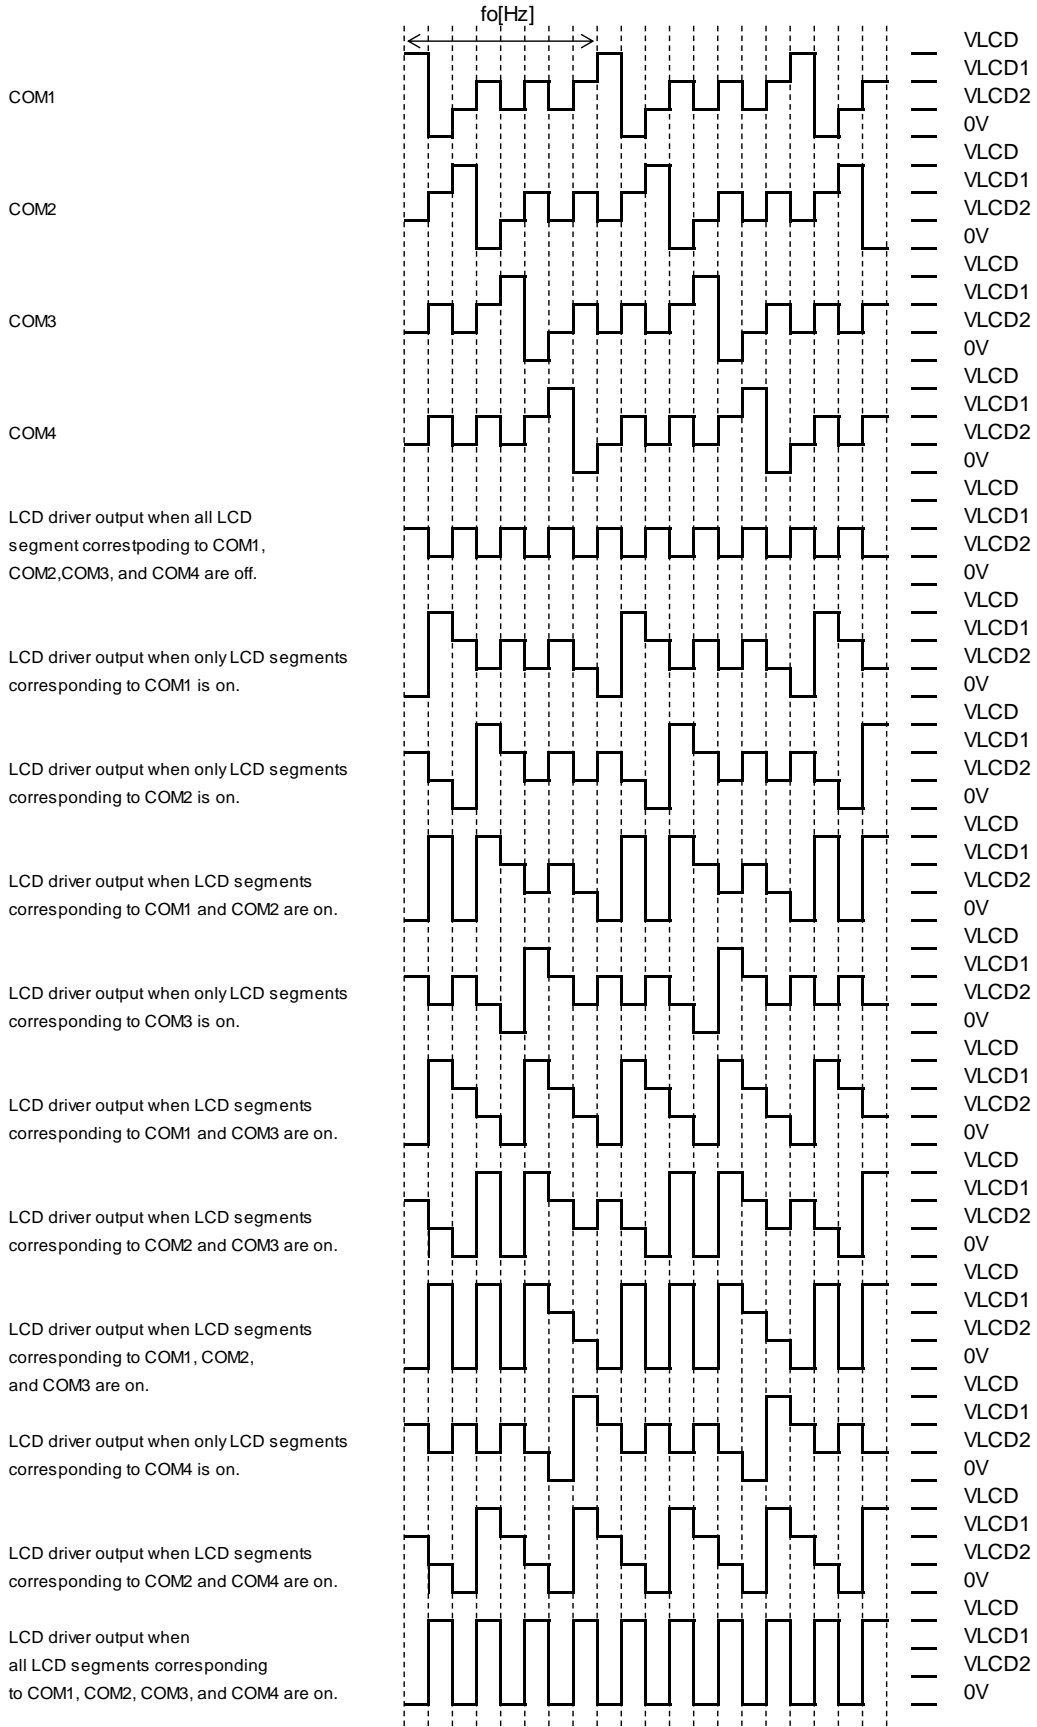 fo[Hz]
COM1
VLCD
VLCD1
VLCD2
0V
COM2
VLCD
VLCD1
VLCD2
0V
COM3
VLCD
VLCD1
VLCD2
0V
COM4
VLCD
VLCD1
VLCD2
0V
LCD driver output when all LCD
segment correstpoding to COM1,
COM2,COM3, and COM4 are off.
VLCD
VLCD1
VLCD2
0V
LCD driver output when only LCD segments
corresponding to COM1 is on.
VLCD
VLCD1
VLCD2
0V
LCD driver output when only LCD segments
corresponding to COM2 is on.
VLCD
VLCD1
VLCD2
0V
LCD driver output when LCD segments
corresponding to COM1 and COM2 are on.
VLCD
VLCD1
VLCD2
0V
LCD driver output when only LCD segments
corresponding to COM3 is on.
VLCD
VLCD1
VLCD2
0V
LCD driver output when LCD segments
corresponding to COM1 and COM3 are on.
VLCD
VLCD1
VLCD2
0V
LCD driver output when LCD segments
corresponding to COM2 and COM3 are on.
VLCD
VLCD1
VLCD2
0V
LCD driver output when LCD segments
corresponding to COM1, COM2,
and COM3 are on.
VLCD
VLCD1
VLCD2
0V
LCD driver output when only LCD segments
corresponding to COM4 is on.
VLCD
VLCD1
VLCD2
0V
LCD driver output when LCD segments
corresponding to COM2 and COM4 are on.
VLCD
VLCD1
VLCD2
0V
LCD driver output when
all LCD segments corresponding
to COM1, COM2, COM3, and COM4 are on.
VLCD
VLCD1
VLCD2
0V